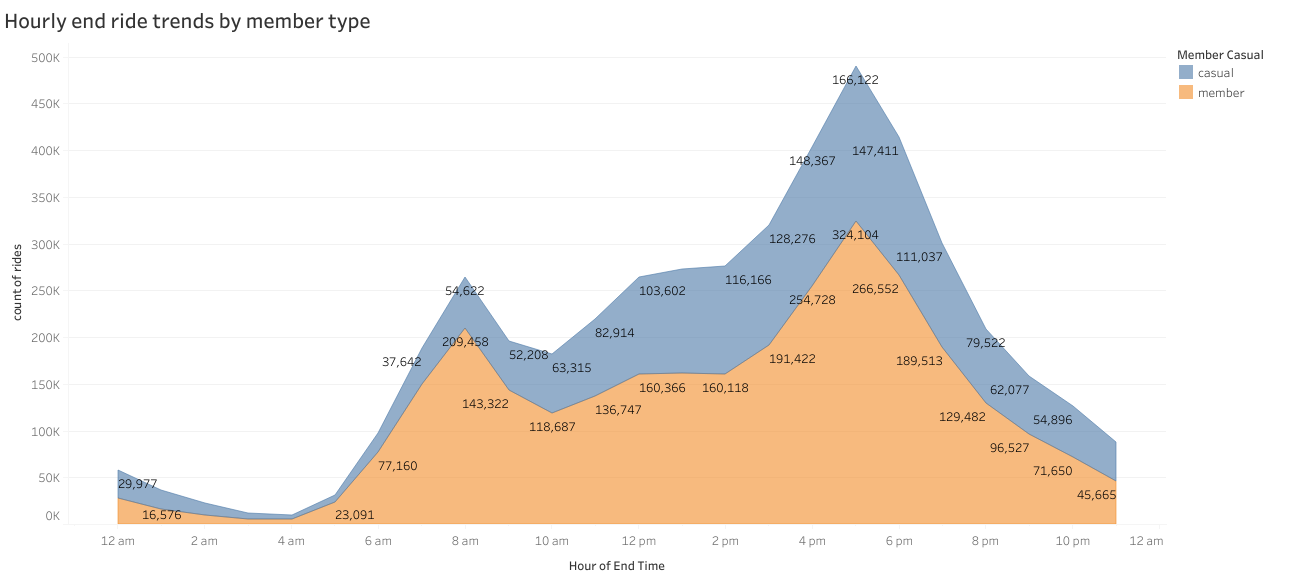 Hourly end ride trends by member type
Member Casual
casual
member
count of rides
500K
450K
400K
350K
300K
250K
200K
150K
100K
50K
0K
166,122
148,367
147,411
128,276
324,104
111,037
116,166
254,728
266,552
54,622
103,602
82,914
209,458
37,642
52,208
63,315
191,422
189,513
79,522
160,366
160,118
143,322
136,747
118,687
62,077
129,482
54,896
96,527
77,160
71,650
29,977
45,665
16,576
23,091
12 am
2 am
4 am
6 am
8 am
10 am
12 pm
2 pm
4 pm
6 pm
8 pm
10 pm
12 am
Hour of End Time